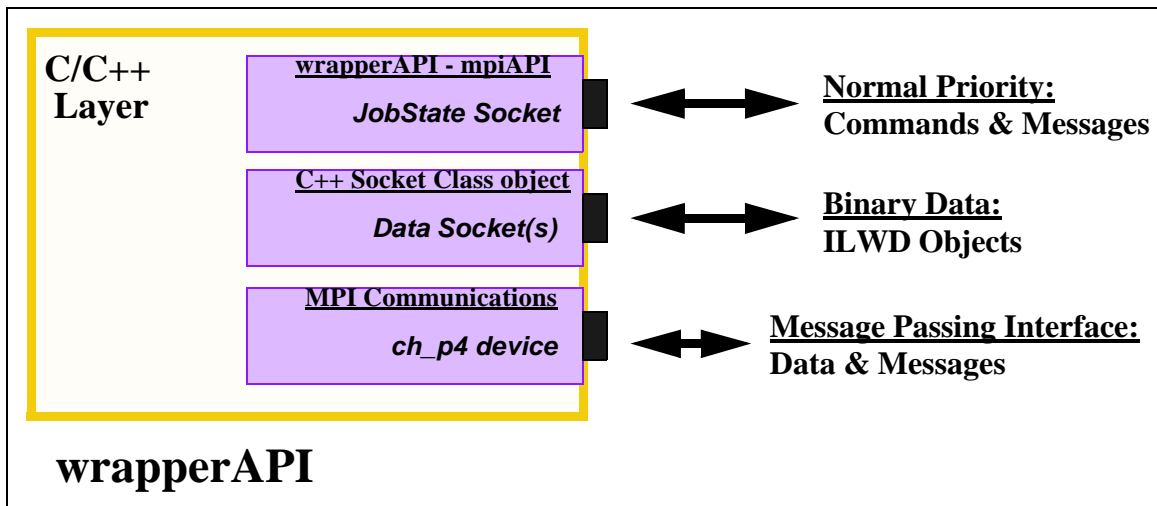 C/C++
Layer
wrapperAPI - mpiAPI
JobState Socket
Normal Priority:
Commands & Messages
C++ Socket Class object
Data Socket(s)
Binary Data:
ILWD Objects
MPI Communications
ch_p4 device
Message Passing Interface:
Data & Messages
wrapperAPI